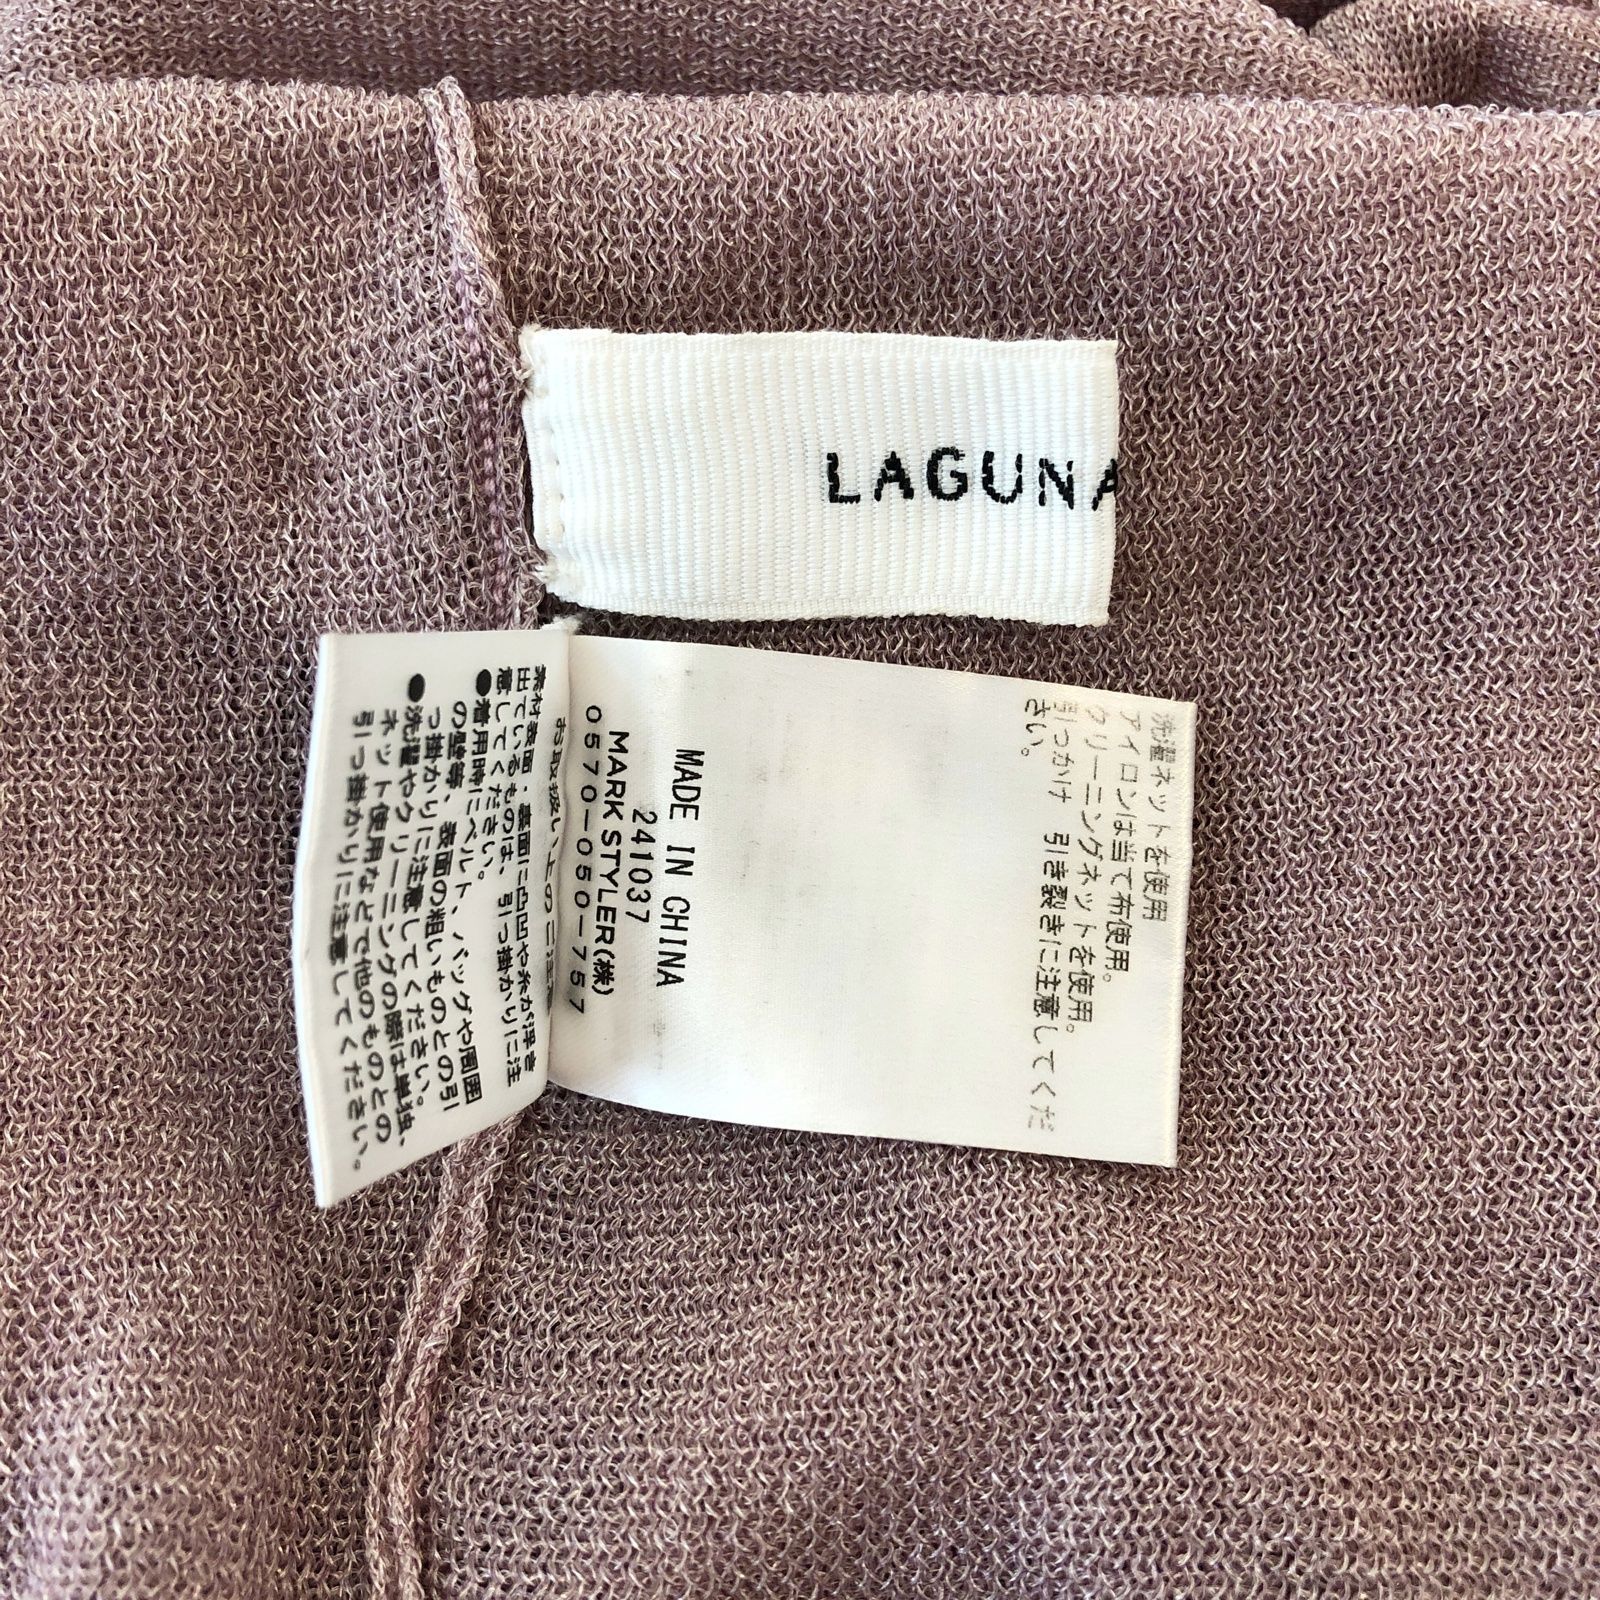 LAGUNA
洗濯ネットを使用
アイロンは当て布使用。
クリーニングネットを使用。
引っかけ 引き裂きに注意してくだ
さい。
MADE IN CHINA
241037
MARK STYLER(株)
0570-050-757
お取扱い上のご注意
素材表面・裏面に凸凹や糸が浮き
出ているものは、引っ掛かりに注
意してください。
●着用時にベルト、バッグや周囲
の壁等、表面の粗いものとの引
っ掛かりに注意してください。
●洗濯やクリーニングの際は単独、
ネット使用などで他のものとの
引っ掛かりに注意してください。